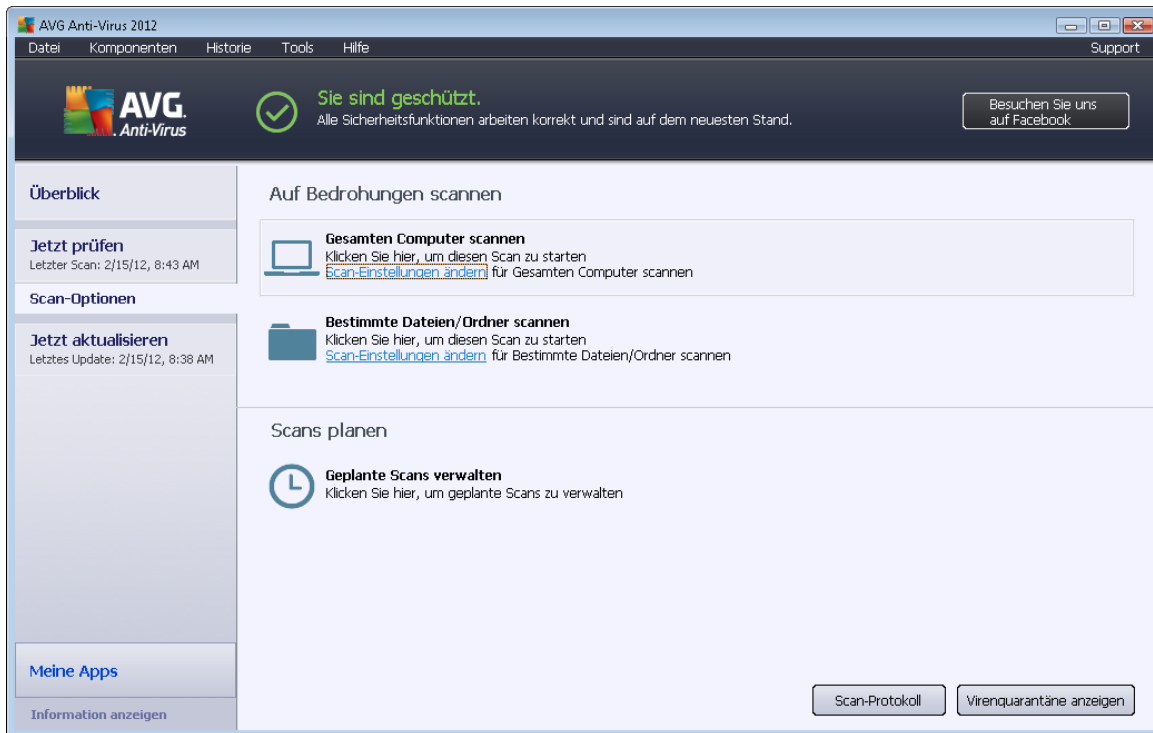 AVG Anti-Virus 2012
Datei Komponenten Historie Tools Hilfe Support
AVG.
Anti-Virus
Sie sind geschützt.
Alle Sicherheitsfunktionen arbeiten korrekt und sind auf dem neuesten Stand.
Besuchen Sie uns
auf Facebook
Überblick
Jetzt prüfen
Letzter Scan: 2/15/12, 8:43 AM
Scan-Optionen
Jetzt aktualisieren
Letztes Update: 2/15/12, 8:38 AM
Meine Apps
Information anzeigen
Auf Bedrohungen scannen
Gesamten Computer scannen
Klicken Sie hier, um diesen Scan zu starten
Scan-Einstellungen ändern für Gesamten Computer scannen
Bestimmte Dateien/Ordner scannen
Klicken Sie hier, um diesen Scan zu starten
Scan-Einstellungen ändern für Bestimmte Dateien/Ordner scannen
Scans planen
Geplante Scans verwalten
Klicken Sie hier, um geplante Scans zu verwalten
Scan-Protokoll
Virenquarantäne anzeigen